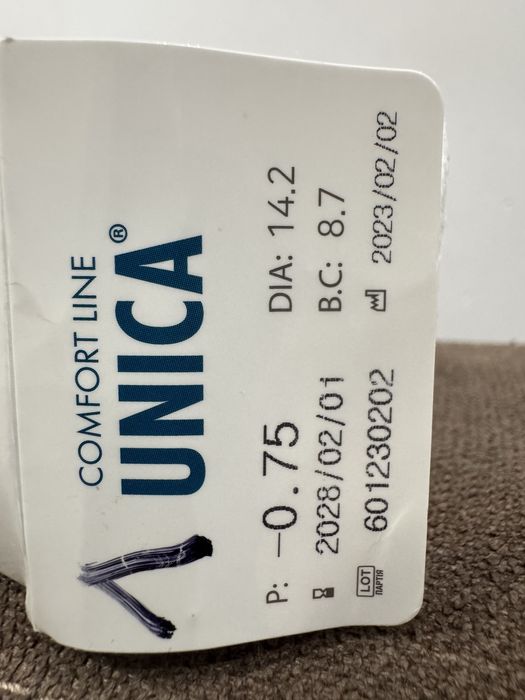 COMFORT LINE
UNICA®
P: -0.75 DIA: 14.2
2028/02/01 B.C: 8.7
LOT ПАРТІЯ 601230202 2023/02/02